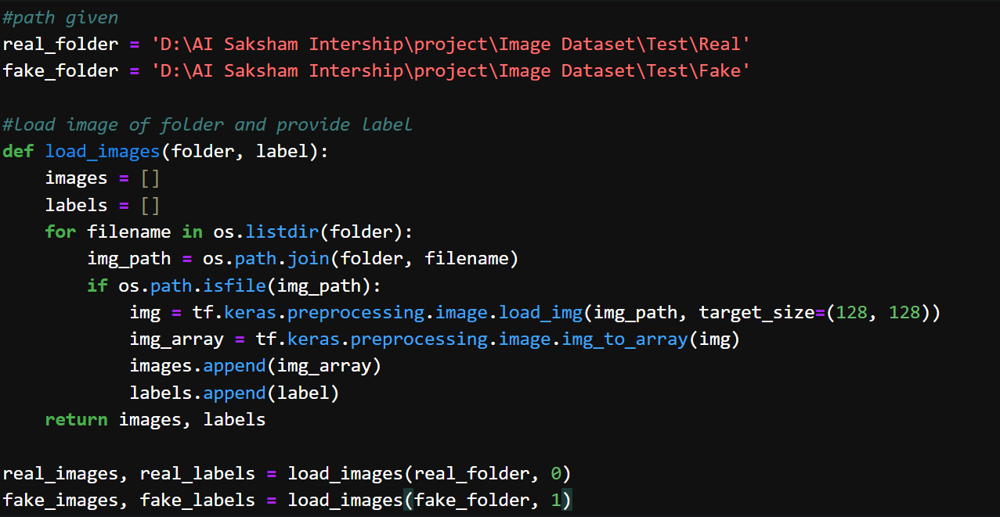 #path given
real_folder = 'D:\AI Saksham Intership\project\Image Dataset\Test\Real'
fake_folder = 'D:\AI Saksham Intership\project\Image Dataset\Test\Fake'

#load image of folder and provide label
def load_images(folder, label):
    images = []
    labels = []
    for filename in os.listdir(folder):
        img_path = os.path.join(folder, filename)
        if os.path.isfile(img_path):
            img = tf.keras.preprocessing.image.load_img(img_path, target_size=(128, 128))
            img_array = tf.keras.preprocessing.image.img_to_array(img)
            images.append(img_array)
            labels.append(label)
    return images, labels

real_images, real_labels = load_images(real_folder, 0)
fake_images, fake_labels = load_images(fake_folder, 1)